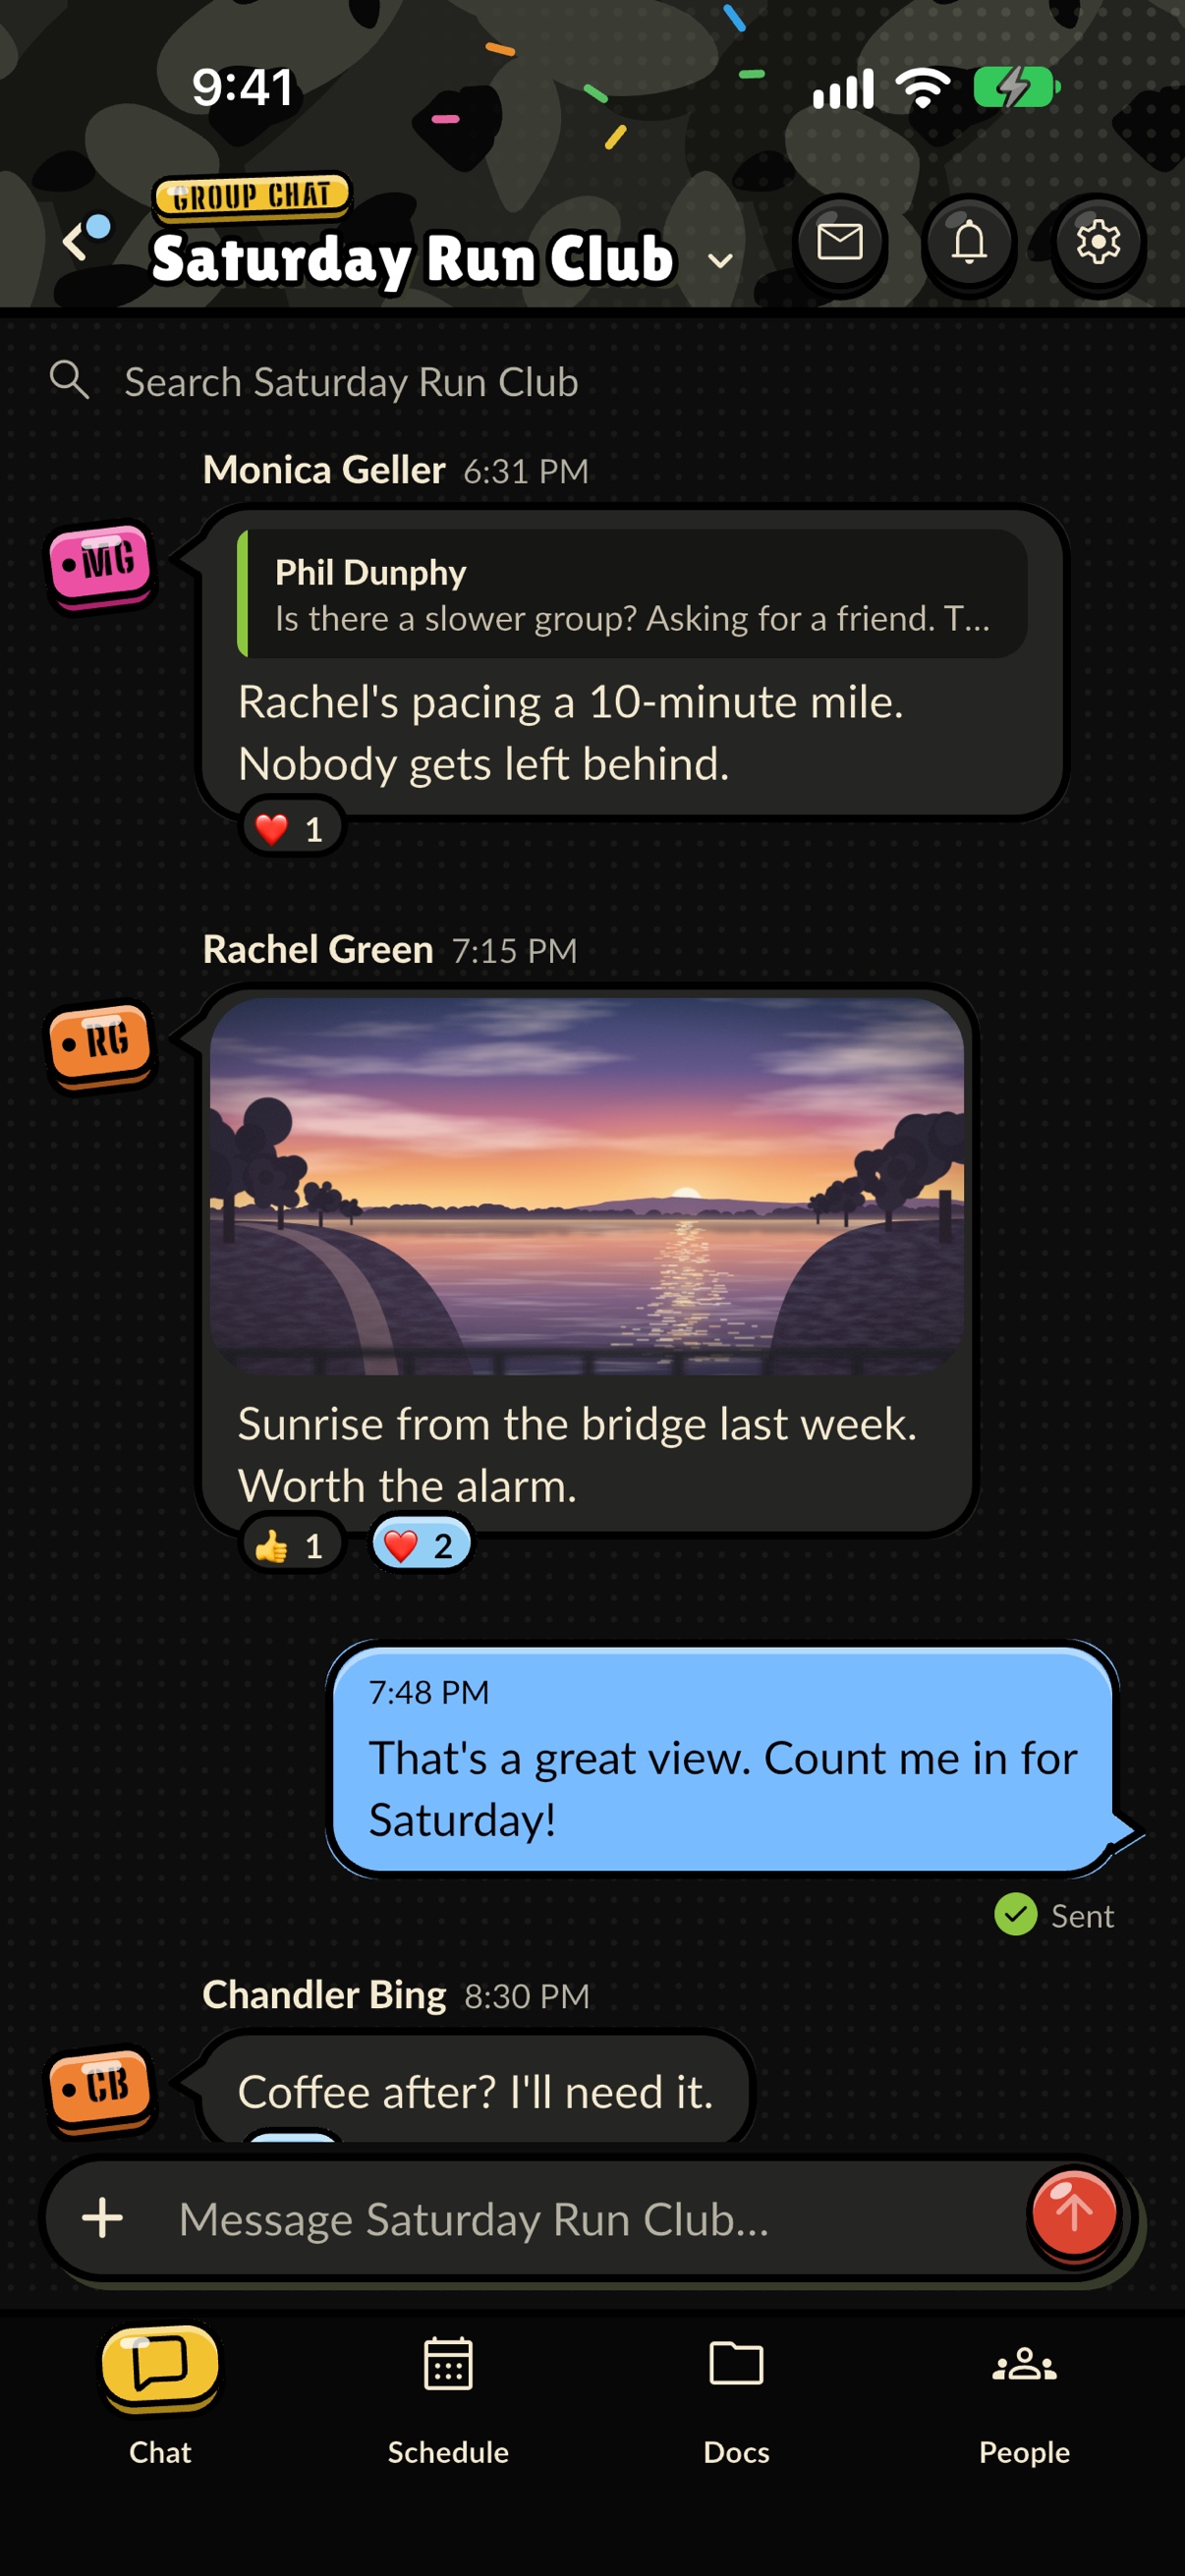 9:41
GROUP CHAT
Saturday Run Club
Search Saturday Run Club
Monica Geller 6:31 PM
MG
Phil Dunphy
Is there a slower group? Asking for a friend. T...
Rachel's pacing a 10-minute mile.
Nobody gets left behind.
❤️ 1
Rachel Green 7:15 PM
RG
Sunrise from the bridge last week.
Worth the alarm.
👍 1 ❤️ 2
7:48 PM
That's a great view. Count me in for
Saturday!
Sent
Chandler Bing 8:30 PM
CB
Coffee after? I'll need it.
Message Saturday Run Club...
Chat Schedule Docs People